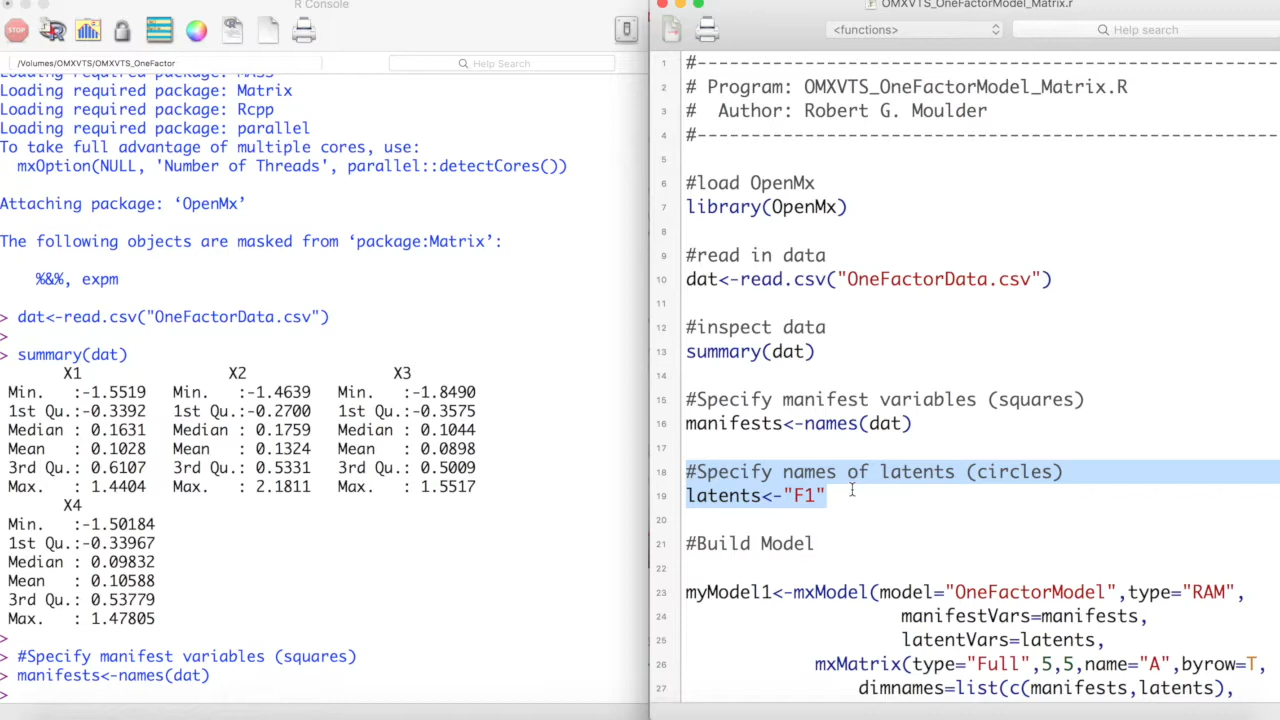 R Console
STOP
/Volumes/OMXVTS/OMXVTS_OneFactor
Help Search
Loading required package: MASS
Loading required package: Matrix
Loading required package: Rcpp
Loading required package: parallel
To take full advantage of multiple cores, use:
mxOption(NULL, 'Number of Threads', parallel::detectCores())
Attaching package: ‘OpenMx’
The following objects are masked from ‘package:Matrix’:
%&%, expm
> dat<-read.csv("OneFactorData.csv")
>
> summary(dat)
X1 X2 X3
Min. :-1.5519 Min. :-1.4639 Min. :-1.8490
1st Qu.:-0.3392 1st Qu.:-0.2700 1st Qu.:-0.3575
Median : 0.1631 Median : 0.1759 Median : 0.1044
Mean : 0.1028 Mean : 0.1324 Mean : 0.0898
3rd Qu.: 0.6107 3rd Qu.: 0.5331 3rd Qu.: 0.5009
Max. : 1.4404 Max. : 2.1811 Max. : 1.5517
X4
Min. :-1.50184
1st Qu.:-0.33967
Median : 0.09832
Mean : 0.10588
3rd Qu.: 0.53779
Max. : 1.47805
>
> #Specify manifest variables (squares)
> manifests<-names(dat)
>
OMXVTS_OneFactorModel_Matrix.r
<functions>
Help search
1 #----------------------------------------------------------
2 # Program: OMXVTS_OneFactorModel_Matrix.R
3 # Author: Robert G. Moulder
4 #----------------------------------------------------------
5
6 #load OpenMx
7 library(OpenMx)
8
9 #read in data
10 dat<-read.csv("OneFactorData.csv")
11
12 #inspect data
13 summary(dat)
14
15 #Specify manifest variables (squares)
16 manifests<-names(dat)
17
18 #Specify names of latents (circles)
19 latents<-"F1"
20
21 #Build Model
22
23 myModel1<-mxModel(model="OneFactorModel",type="RAM",
24 manifestVars=manifests,
25 latentVars=latents,
26 mxMatrix(type="Full",5,5,name="A",byrow=T,
27 dimnames=list(c(manifests,latents),